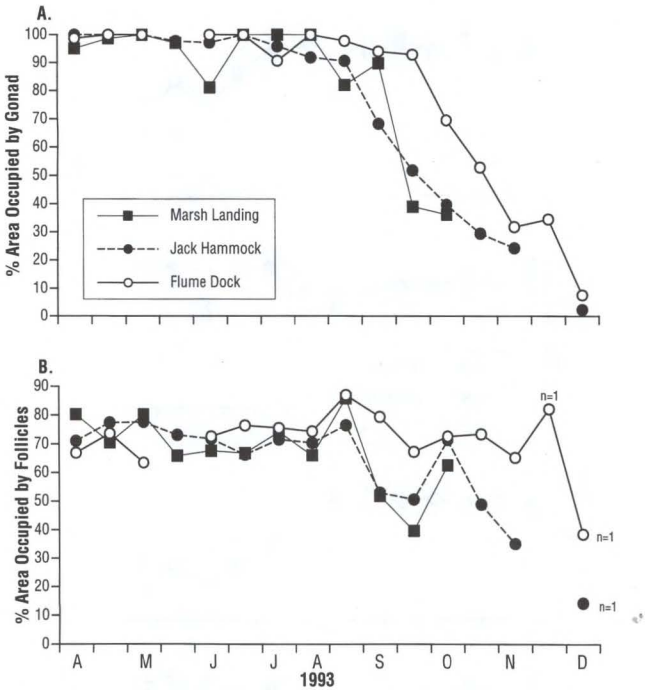 A.
% Area Occupied by Gonad
100
90
80
70
60
50
40
30
20
10
0
Marsh Landing
Jack Hammock
Flume Dock
B.
% Area Occupied by Follicles
90
80
70
60
50
40
30
20
10
0
n=1
n=1
n=1
A M J J A S O N D
1993